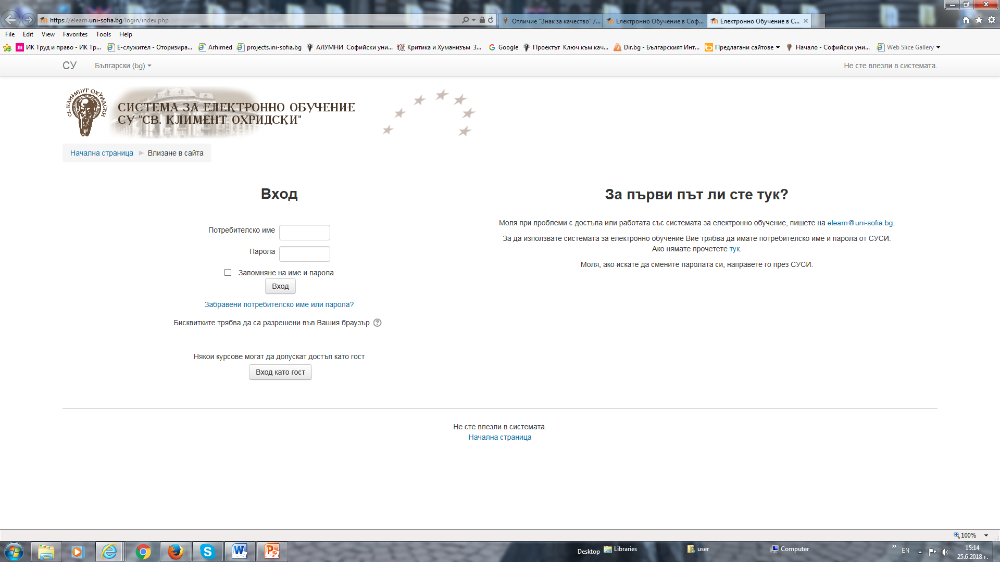 https://elearn.uni-sofia.bg/login/index.php
Отличие "Знак за качество" /...
Електронно Обучение в Соф...
Електронно Обучение в С...
File Edit View Favorites Tools Help
ИК Труд и право - ИК Тр...
Е-служител - Оторизира...
Arhimed
projects.ini-sofia.bg
АЛУМНИ Софийски уни...
Критика и Хуманизъм 3...
Google
Проектът Ключ към кач...
Dir.bg - Българският Инт...
Предлагани сайтове
Начало - Софийски уни...
Web Slice Gallery
СУ
Български (bg)
Не сте влезли в системата.
СВ. КЛИМЕНТ ОХРИДСКИ
СИСТЕМА ЗА ЕЛЕКТРОННО ОБУЧЕНИЕ
СУ "СВ. КЛИМЕНТ ОХРИДСКИ"
Начална страница ► Влизане в сайта
Вход
Потребителско име
Парола
Запомняне на име и парола
Вход
Забравени потребителско име или парола?
Бисквитките трябва да са разрешени във Вашия браузър
Някои курсове могат да допускат достъп като гост
Вход като гост
За първи път ли сте тук?
Моля при проблеми с достъпа или работата със системата за електронно обучение, пишете на elearn@uni-sofia.bg.
За да използвате системата за електронно обучение Вие трябва да имате потребителско име и парола от СУСИ.
Ако нямате прочетете тук.
Моля, ако искате да смените паролата си, направете го през СУСИ.
Не сте влезли в системата.
Начална страница
100%
Desktop
Libraries
user
Computer
EN
15:14
25.6.2018 г.